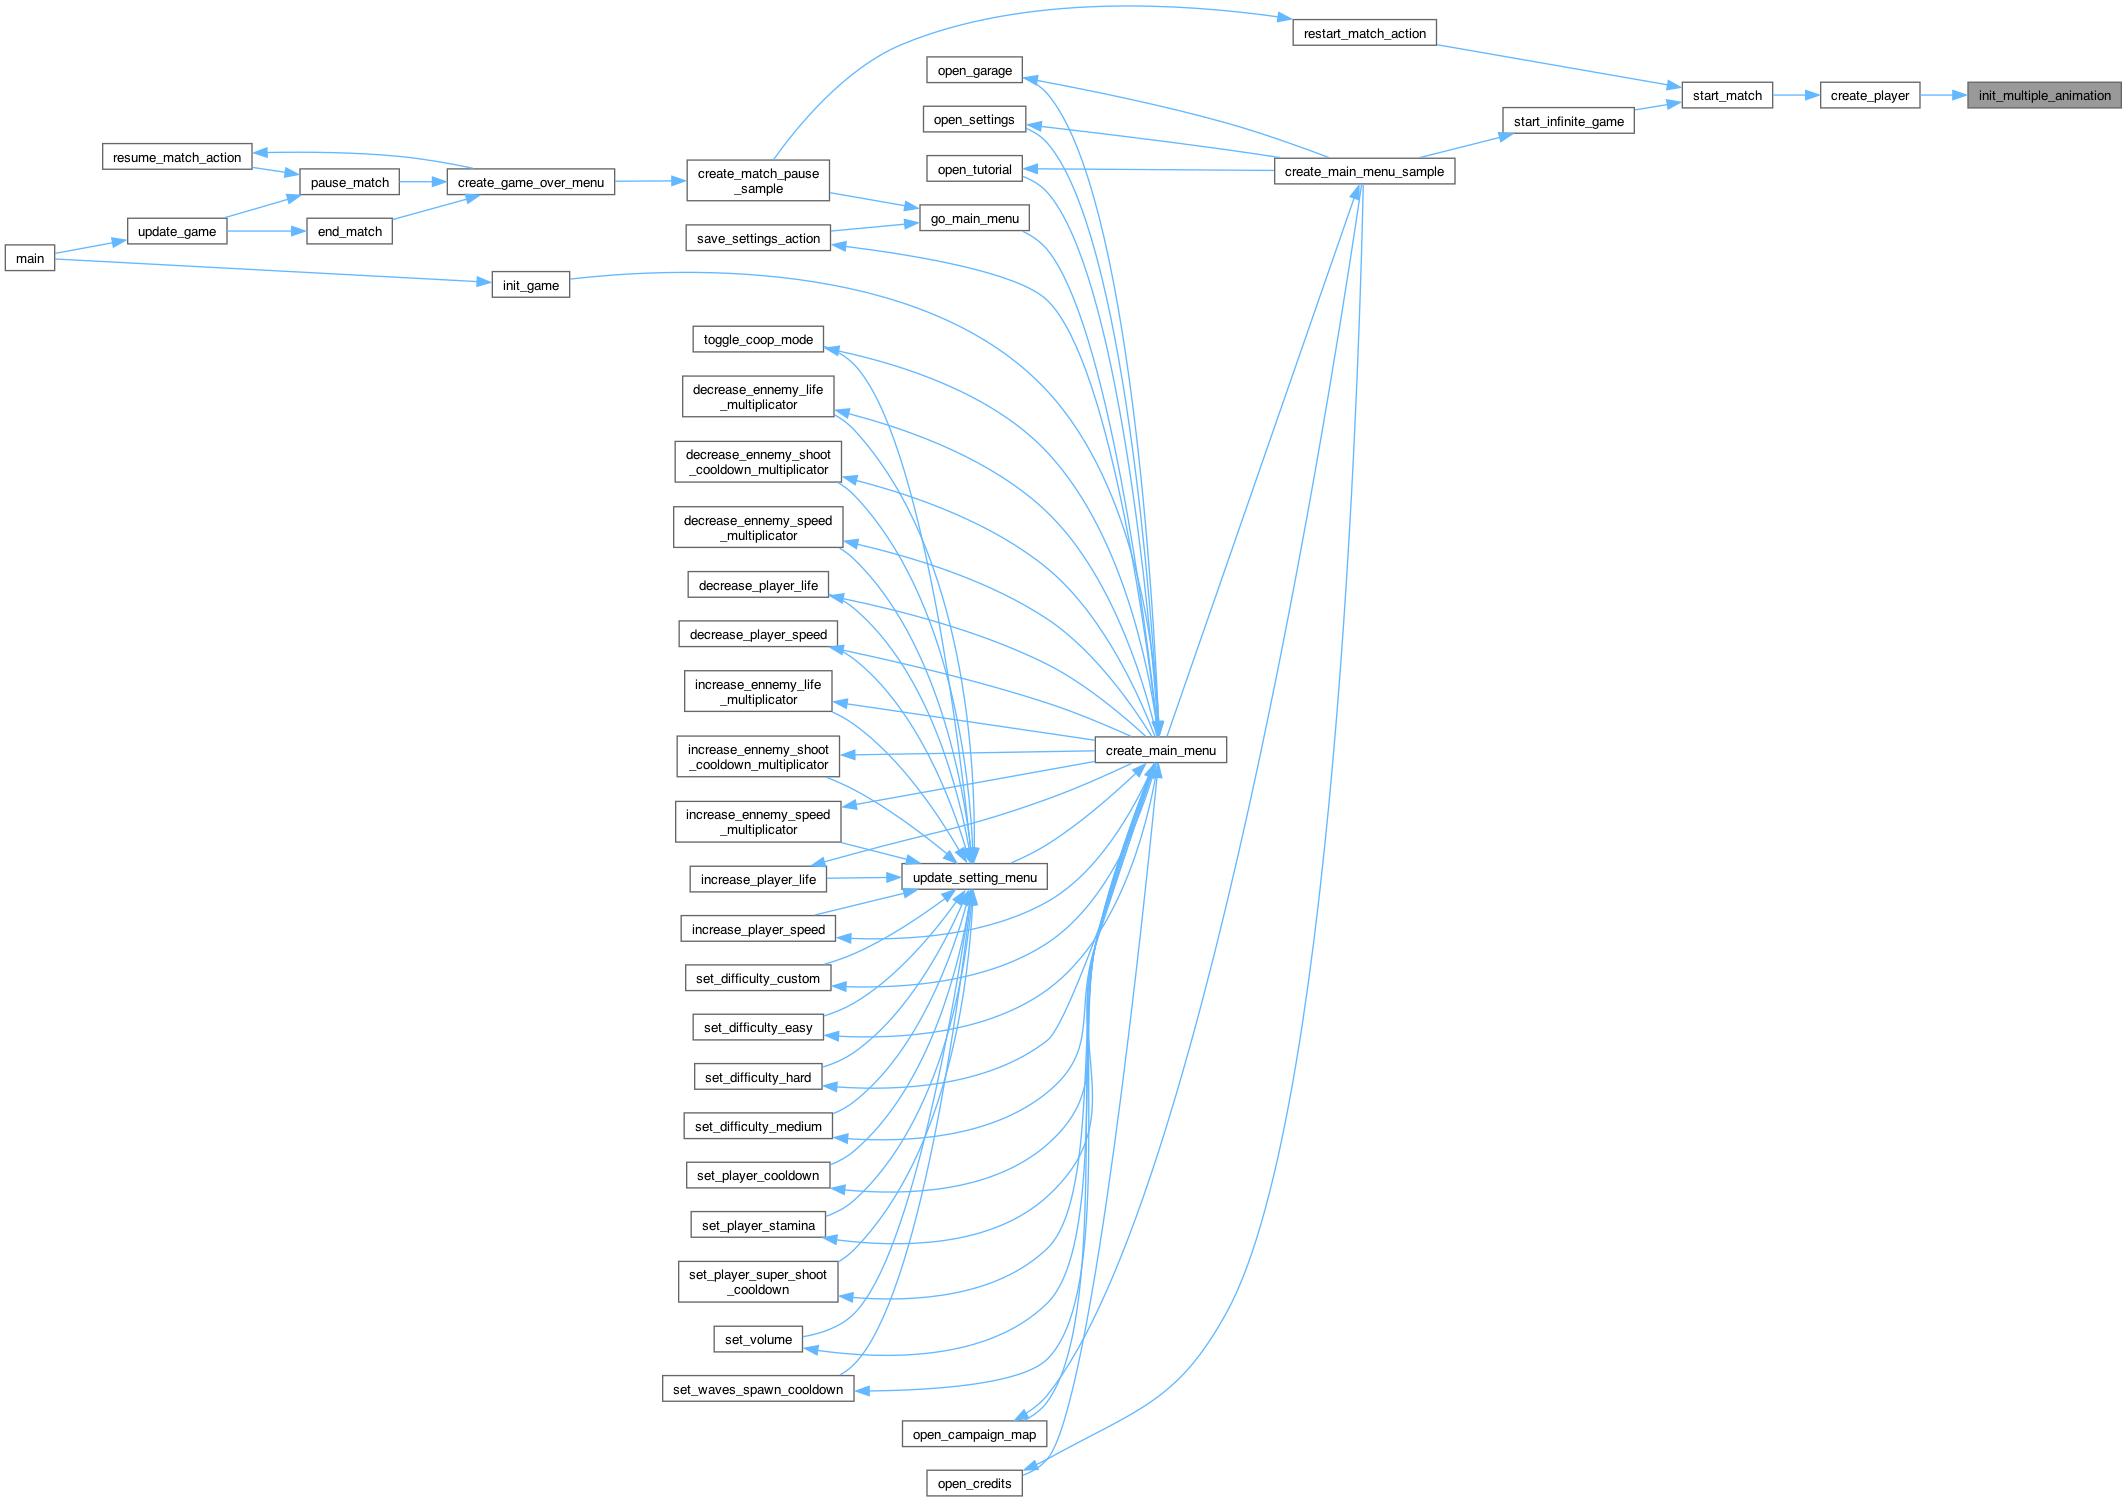 restart_match_action
open_garage
init_multiple_animation
create_player
start_match
open_settings
start_infinite_game
resume_match_action
open_tutorial
create_main_menu_sample
create_match_pause
_sample
pause_match
create_game_over_menu
go_main_menu
update_game
end_match
save_settings_action
main
init_game
toggle_coop_mode
decrease_ennemy_life
_multiplicator
decrease_ennemy_shoot
_cooldown_multiplicator
decrease_ennemy_speed
_multiplicator
decrease_player_life
decrease_player_speed
increase_ennemy_life
_multiplicator
increase_ennemy_shoot
_cooldown_multiplicator
create_main_menu
increase_ennemy_speed
_multiplicator
increase_player_life
update_setting_menu
increase_player_speed
set_difficulty_custom
set_difficulty_easy
set_difficulty_hard
set_difficulty_medium
set_player_cooldown
set_player_stamina
set_player_super_shoot
_cooldown
set_volume
set_waves_spawn_cooldown
open_campaign_map
open_credits